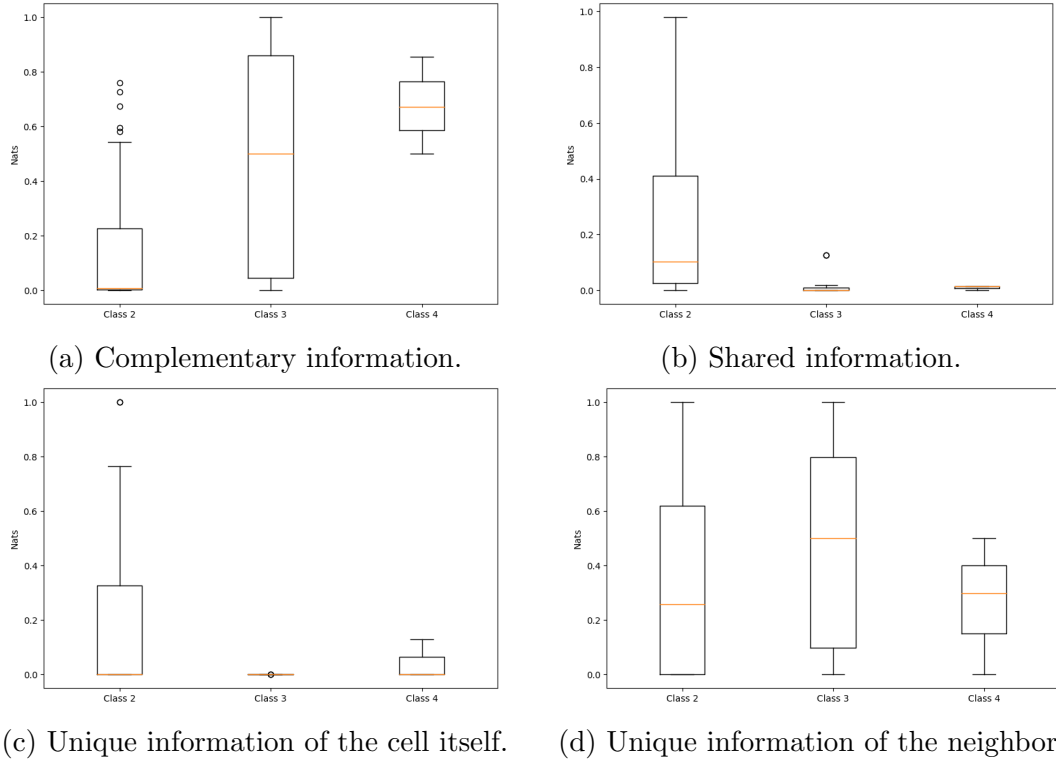 1.0
0.8
0.6
0.4
0.2
0.0
Nats
Class 2 Class 3 Class 4
(a) Complementary information.
1.0
0.8
0.6
0.4
0.2
0.0
Nats
Class 2 Class 3 Class 4
(b) Shared information.
1.0
0.8
0.6
0.4
0.2
0.0
Nats
Class 2 Class 3 Class 4
(c) Unique information of the cell itself.
1.0
0.8
0.6
0.4
0.2
0.0
Nats
Class 2 Class 3 Class 4
(d) Unique information of the neighbor